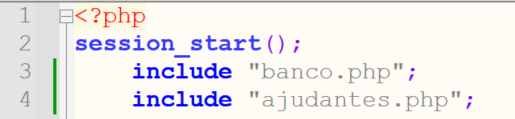 1 <?php
2 session_start();
3 include "banco.php";
4 include "ajudantes.php";